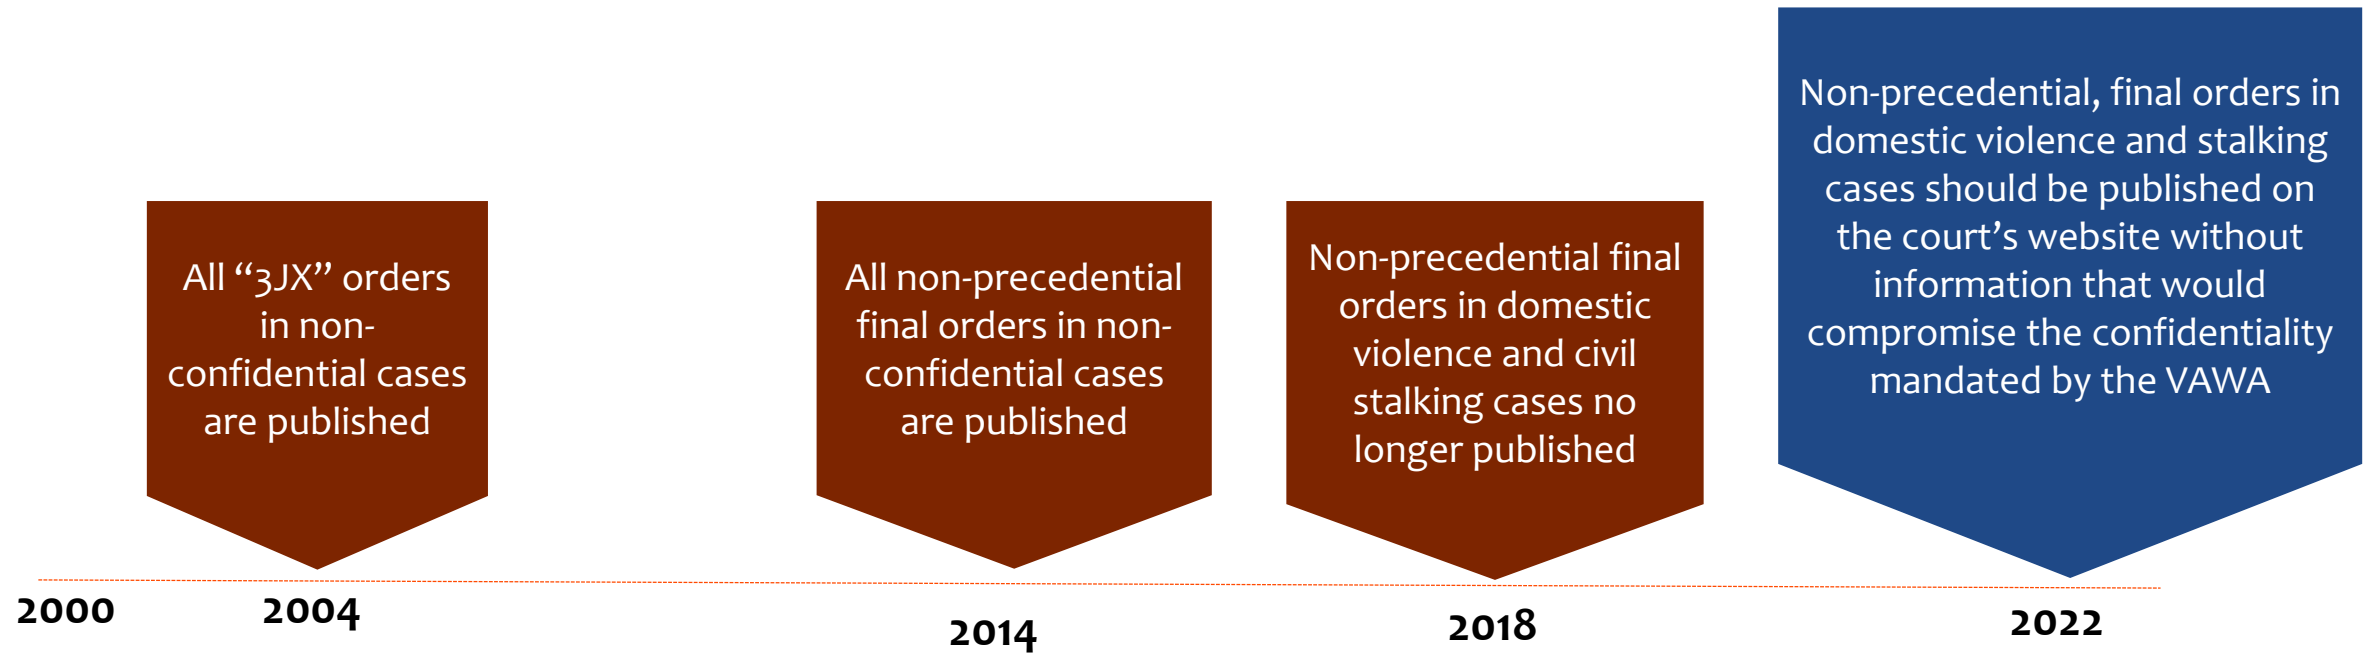 All “3JX” orders
in non-
confidential cases
are published
All non-precedential
final orders in non-
confidential cases
are published
Non-precedential final
orders in domestic
violence and civil
stalking cases no
longer published
Non-precedential, final orders in
domestic violence and stalking
cases should be published on
the court’s website without
information that would
compromise the confidentiality
mandated by the VAWA
2000
2004
2014
2018
2022